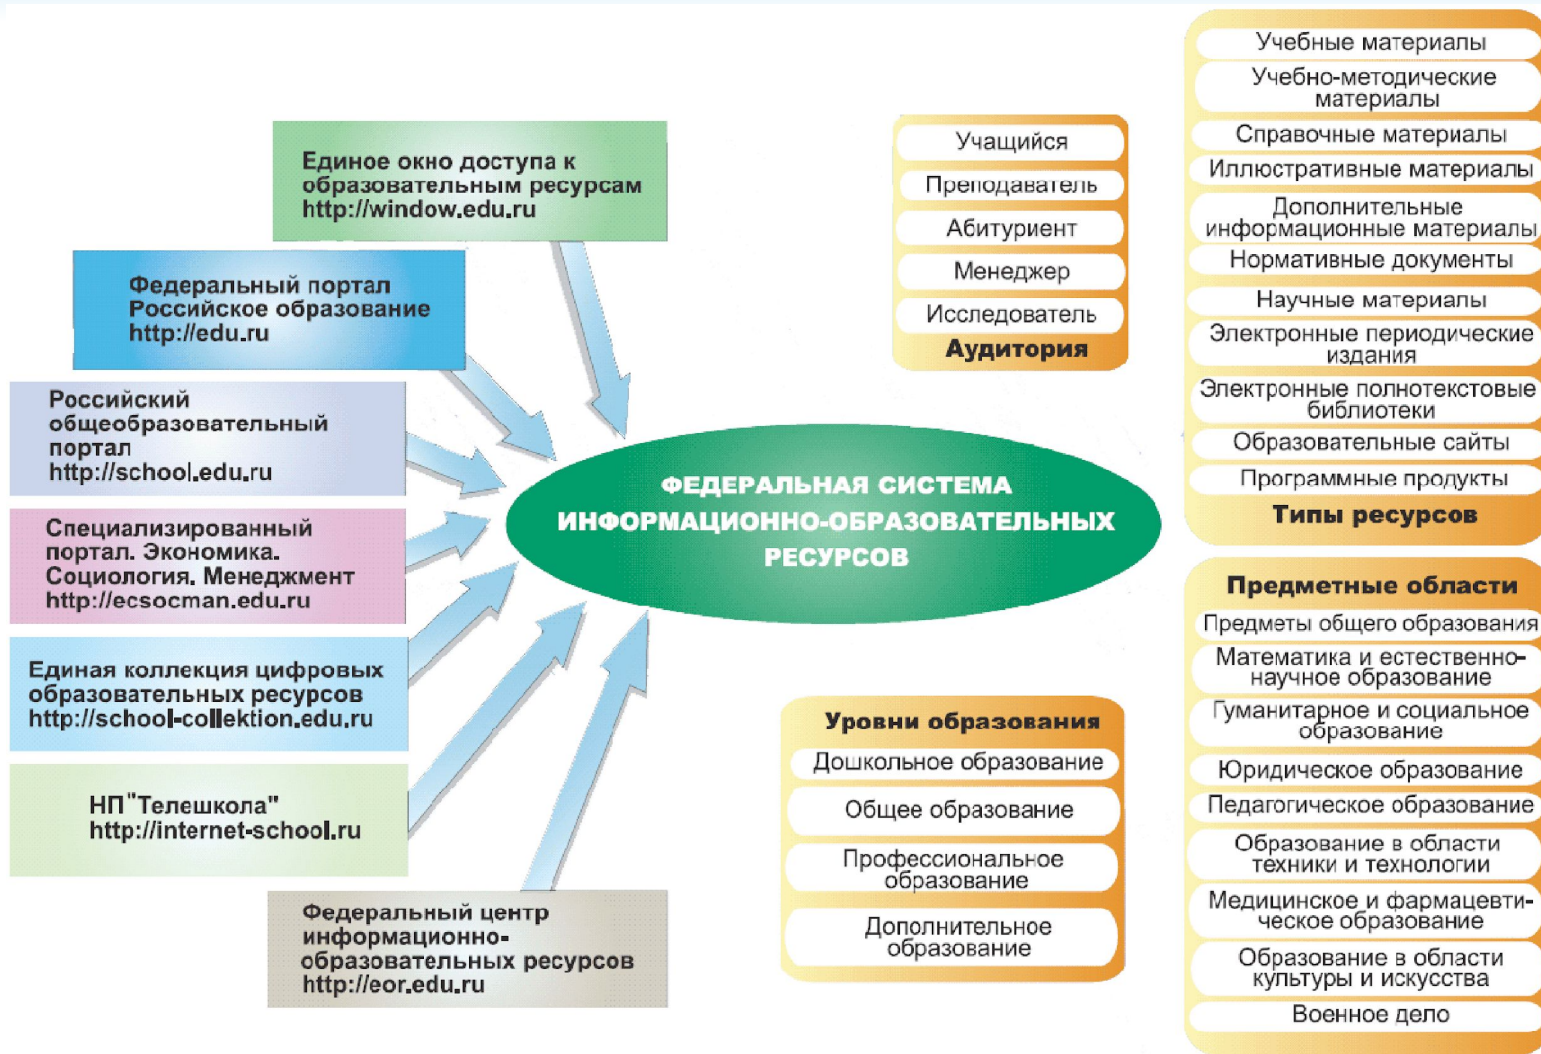 Единое окно доступа к
образовательным ресурсам
http://window.edu.ru
Федеральный портал
Российское образование
http://edu.ru
Российский
общеобразовательный
портал
http://school.edu.ru
Специализированный
портал. Экономика.
Социология. Менеджмент
http://ecsocman.edu.ru
Единая коллекция цифровых
образовательных ресурсов
http://school-collektion.edu.ru
НП "Телешкола"
http://internet-school.ru
Федеральный центр
информационно-
образовательных ресурсов
http://eor.edu.ru
ФЕДЕРАЛЬНАЯ СИСТЕМА
ИНФОРМАЦИОННО-ОБРАЗОВАТЕЛЬНЫХ
РЕСУРСОВ
Учащийся
Преподаватель
Абитуриент
Менеджер
Исследователь
Аудитория
Уровни образования
Дошкольное образование
Общее образование
Профессиональное
образование
Дополнительное
образование
Учебные материалы
Учебно-методические
материалы
Справочные материалы
Иллюстративные материалы
Дополнительные
информационные материалы
Нормативные документы
Научные материалы
Электронные периодические
издания
Электронные полнотекстовые
библиотеки
Образовательные сайты
Программные продукты
Типы ресурсов
Предметные области
Предметы общего образования
Математика и естественно-
научное образование
Гуманитарное и социальное
образование
Юридическое образование
Педагогическое образование
Образование в области
техники и технологии
Медицинское и фармацевти-
ческое образование
Образование в области
культуры и искусства
Военное дело